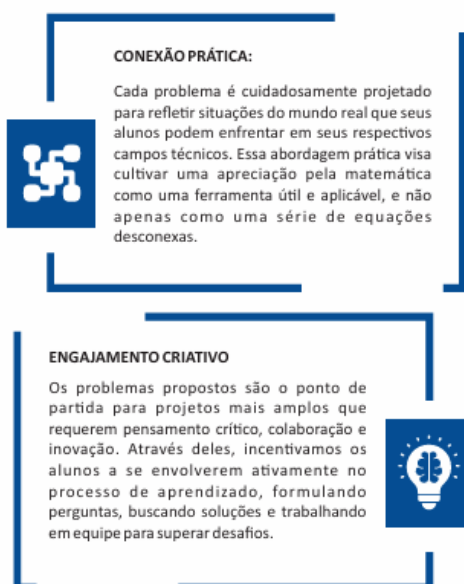 CONEXÃO PRÁTICA:
Cada problema é cuidadosamente projetado
para refletir situações do mundo real que seus
alunos podem enfrentar em seus respectivos
campos técnicos. Essa abordagem prática visa
cultivar uma apreciação pela matemática
como uma ferramenta útil e aplicável, e não
apenas como uma série de equações
desconexas.
ENGAJAMENTO CRIATIVO
Os problemas propostos são o ponto de
partida para projetos mais amplos que
requerem pensamento crítico, colaboração e
inovação. Através deles, incentivamos os
alunos a se envolverem ativamente no
processo de aprendizado, formulando
perguntas, buscando soluções e trabalhando
em equipe para superar desafios.